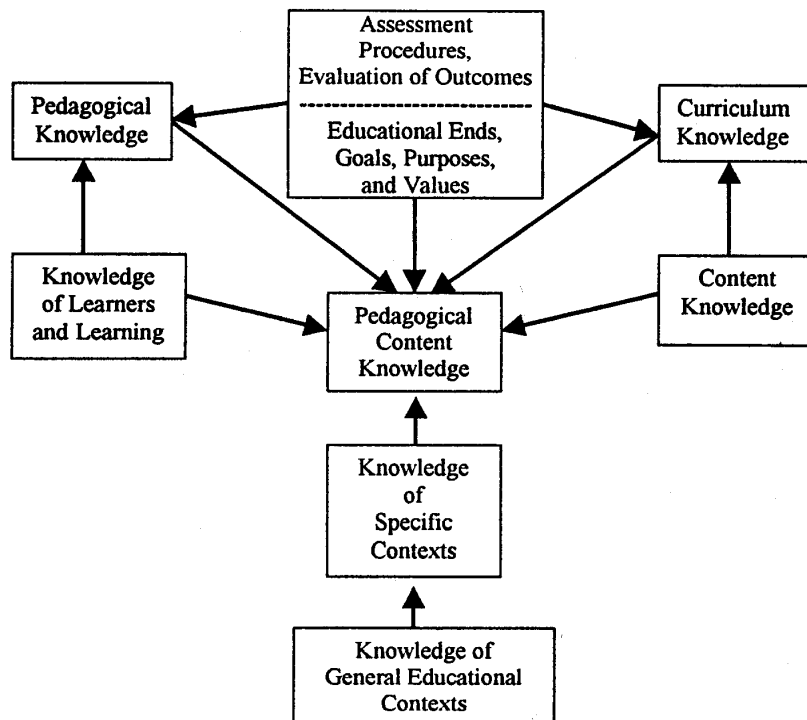 Assessment
Procedures,
Evaluation of Outcomes
Educational Ends,
Goals, Purposes,
and Values
Pedagogical
Knowledge
Curriculum
Knowledge
Knowledge
of Learners
and Learning
Pedagogical
Content
Knowledge
Content
Knowledge
Knowledge
of
Specific
Contexts
Knowledge of
General Educational
Contexts